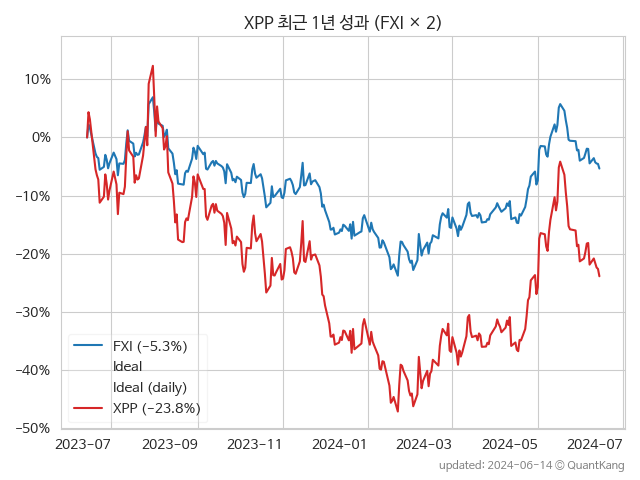 XPP 최근 1년 성과 (FXI × 2)
10%
0%
−10%
−20%
−30%
−40%
−50%
FXI (−5.3%)
Ideal
Ideal (daily)
XPP (−23.8%)
2023-07 2023-09 2023-11 2024-01 2024-03 2024-05 2024-07
updated: 2024-06-14 © QuantKang